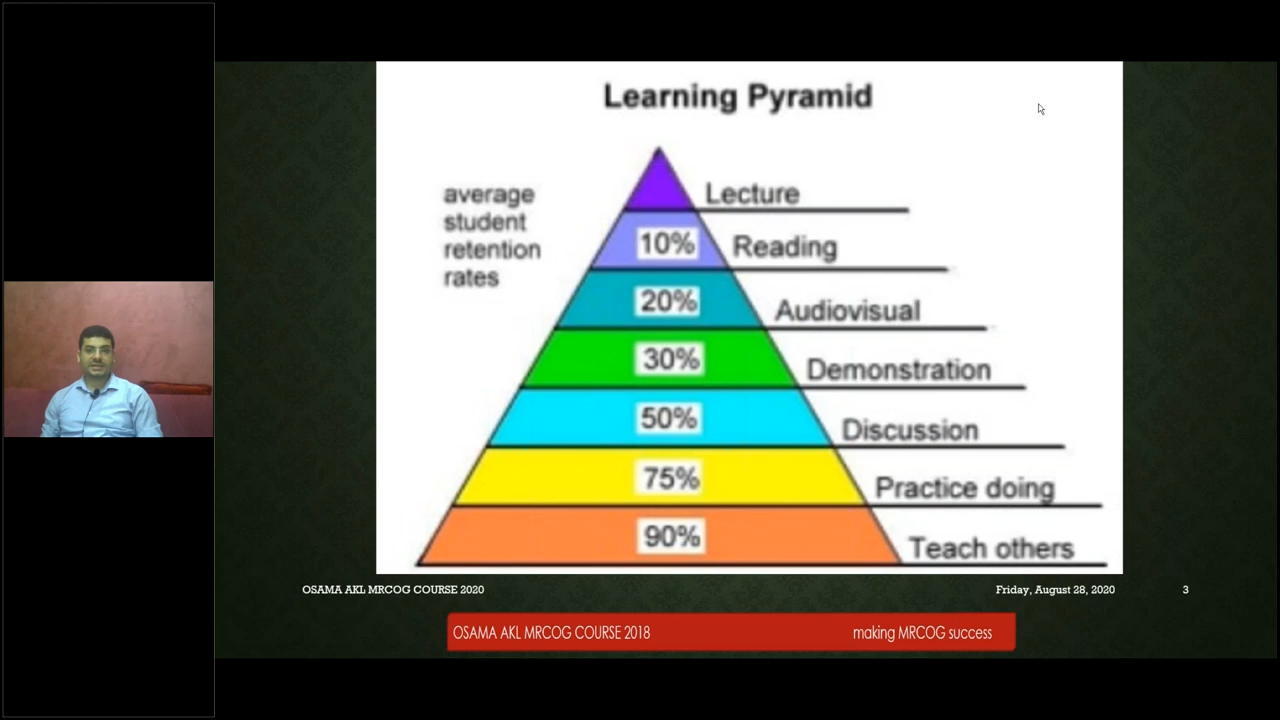 Learning Pyramid
average
student
retention
rates
Lecture
10% Reading
20% Audiovisual
30% Demonstration
50% Discussion
75% Practice doing
90% Teach others
OSAMA AKL MRCOG COURSE 2020 Friday, August 28, 2020 3
OSAMA AKL MRCOG COURSE 2018 making MRCOG success